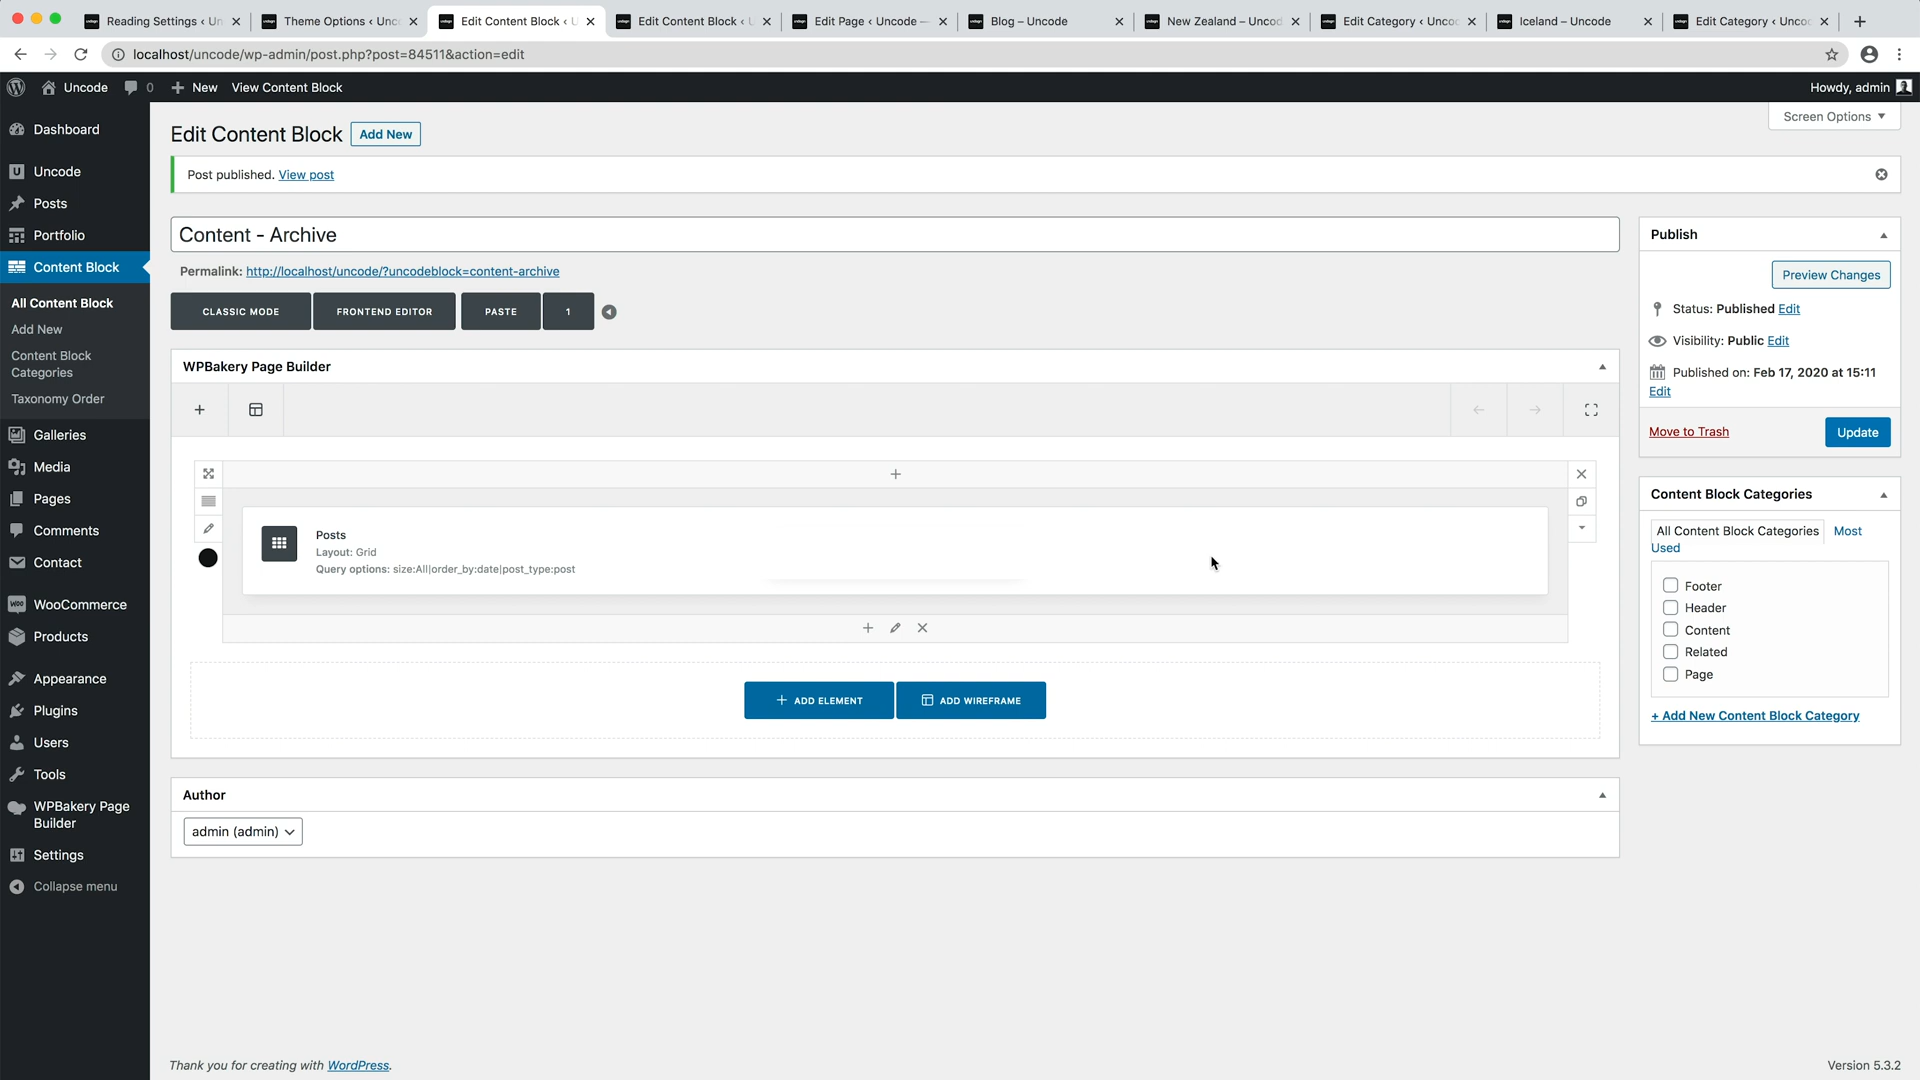 Reading Settings ‹ Un
Theme Options ‹ Unco
Edit Content Block ‹ U
Edit Content Block ‹ U
Edit Page ‹ Uncode —
Blog – Uncode
New Zealand – Uncod
Edit Category ‹ Uncod
Iceland – Uncode
Edit Category ‹ Uncod
localhost/uncode/wp-admin/post.php?post=84511&action=edit
Uncode
0
New
View Content Block
Howdy, admin
Screen Options
Dashboard
Uncode
Posts
Portfolio
Content Block
All Content Block
Add New
Content Block
Categories
Taxonomy Order
Galleries
Media
Pages
Comments
Contact
WooCommerce
Products
Appearance
Plugins
Users
Tools
WPBakery Page
Builder
Settings
Collapse menu
Edit Content Block
Add New
Post published. View post
Content - Archive
Permalink: http://localhost/uncode/?uncodeblock=content-archive
CLASSIC MODE
FRONTEND EDITOR
PASTE
1
WPBakery Page Builder
Posts
Layout: Grid
Query options: size:All|order_by:date|post_type:post
ADD ELEMENT
ADD WIREFRAME
Author
admin (admin)
Publish
Preview Changes
Status: Published Edit
Visibility: Public Edit
Published on: Feb 17, 2020 at 15:11
Edit
Move to Trash
Update
Content Block Categories
All Content Block Categories
Most
Used
Footer
Header
Content
Related
Page
+ Add New Content Block Category
Thank you for creating with WordPress.
Version 5.3.2